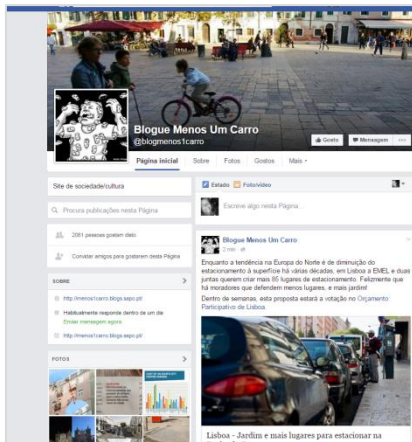 Blogue Menos Um Carro
@blogmenos1carro
Gosto
Mensagem
Página inicial Sobre Fotos Gostos Mais
Site de sociedade/cultura
Procura publicações nesta Página
2061 pessoas gostam disto
Convidar amigos para gostarem desta Página
SOBRE
http://menos1carro.blogs.sapo.pt/
Habitualmente responde dentro de um dia
Enviar mensagem agora
http://menos1carro.blogs.sapo.pt/
FOTOS
Estado Foto/vídeo
Escreve algo nesta Página...
Blogue Menos Um Carro
2 min
Enquanto a tendência na Europa do Norte é de diminuição do
estacionamento à superfície há várias décadas, em Lisboa a EMEL e duas
juntas querem criar mais 85 lugares de estacionamento. Felizmente que
há moradores que defendem menos lugares, e mais jardim!
Dentro de semanas, esta proposta estará a votação no Orçamento
Participativo de Lisboa.
Lisboa - Jardim e mais lugares para estacionar na